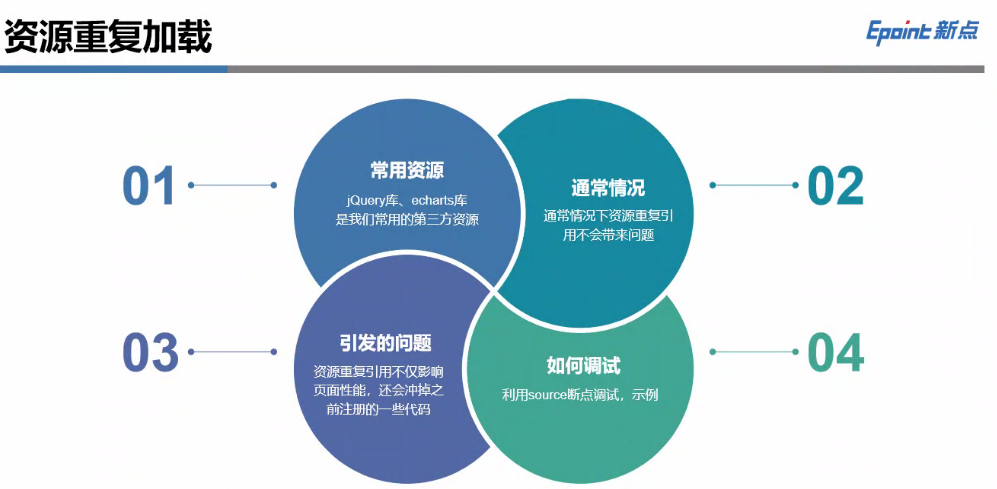 资源重复加载
Epoint 新点
01
常用资源
jQuery库、echarts库
是我们常用的第三方资源
02
通常情况
通常情况下资源重复引
用不会带来问题
03
引发的问题
资源重复引用不仅影响
页面性能，还会冲掉之
前注册的一些代码
04
如何调试
利用source断点调试，示例